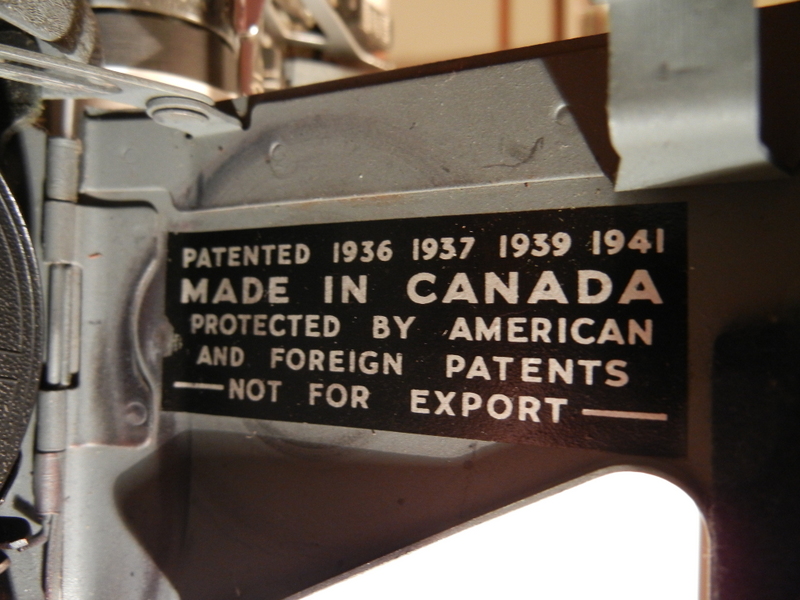 PATENTED 1936 1937 1939 1941
MADE IN CANADA
PROTECTED BY AMERICAN
AND FOREIGN PATENTS
—NOT FOR EXPORT—